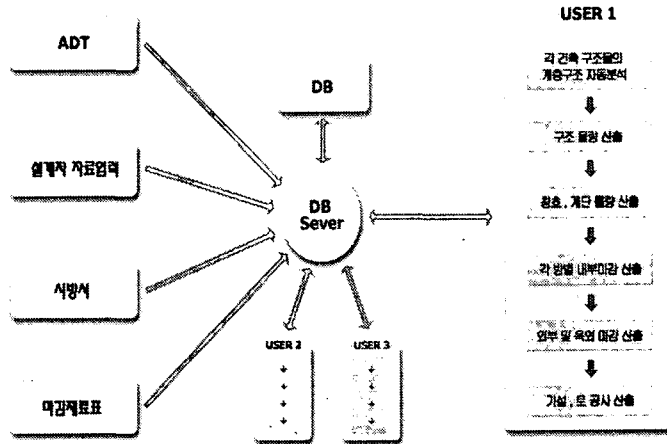 ADT
설계자 자료입력
시방서
마감재료표
DB
DB
Sever
USER 2
USER 3
USER 1
각 건축 구조물의
계층구조 자동분석
구조 물량 산출
창호, 계단 물량 산출
각 방별 내부마감 산출
외부 및 옥외 마감 산출
가설, 토 공사 산출